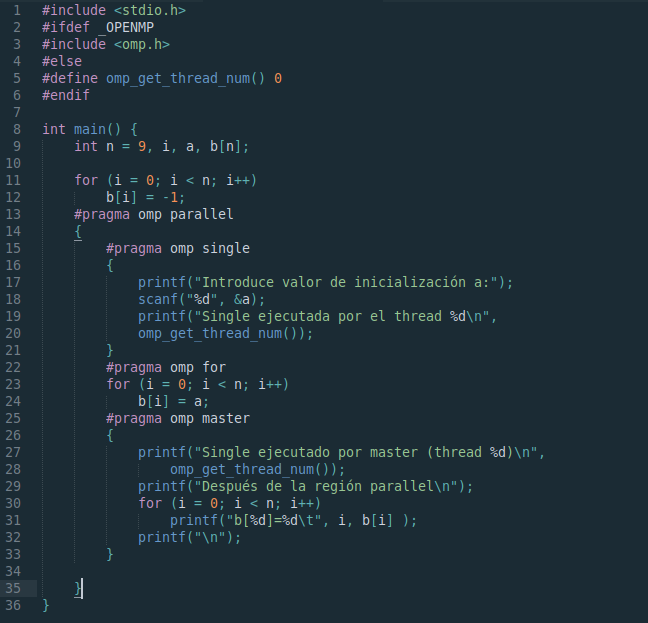 1 #include <stdio.h>
2 #ifdef _OPENMP
3 #include <omp.h>
4 #else
5 #define omp_get_thread_num() 0
6 #endif
7
8 int main() {
9     int n = 9, i, a, b[n];
10
11     for (i = 0; i < n; i++)
12         b[i] = -1;
13     #pragma omp parallel
14     {
15         #pragma omp single
16         {
17             printf("Introduce valor de inicialización a:");
18             scanf("%d", &a);
19             printf("Single ejecutada por el thread %d\n",
20             omp_get_thread_num());
21         }
22         #pragma omp for
23         for (i = 0; i < n; i++)
24             b[i] = a;
25         #pragma omp master
26         {
27             printf("Single ejecutado por master (thread %d)\n",
28                 omp_get_thread_num());
29             printf("Después de la región parallel\n");
30             for (i = 0; i < n; i++)
31                 printf("b[%d]=%d\t", i, b[i] );
32             printf("\n");
33         }
34
35     }
36 }